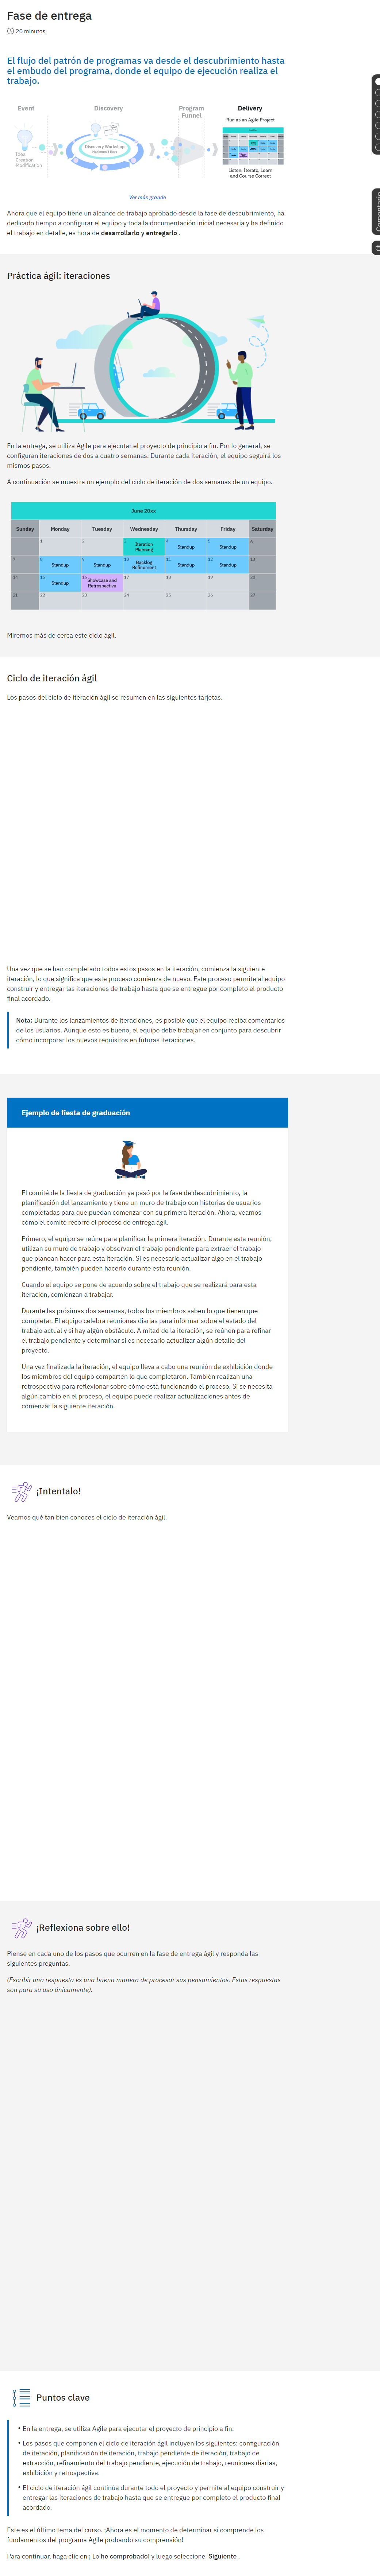 Fase de entrega
20 minutos
El flujo del patrón de programas va desde el descubrimiento hasta
el embudo del programa, donde el equipo de ejecución realiza el
trabajo.
Event
Discovery
Program
Funnel
Delivery
Run as an Agile Project
Idea
Creation
Modification
Discovery Workshop
Listen, Iterate, Learn
and Course Correct
Ver más grande
Ahora que el equipo tiene un alcance de trabajo aprobado desde la fase de descubrimiento, ha
dedicado tiempo a configurar el equipo y toda la documentación inicial necesaria y ha definido
el trabajo en detalle, es hora de desarrollarlo y entregarlo .
Práctica ágil: iteraciones
En la entrega, se utiliza Agile para ejecutar el proyecto de principio a fin. Por lo general, se
configuran iteraciones de dos a cuatro semanas. Durante cada iteración, el equipo seguirá los
mismos pasos.
A continuación se muestra un ejemplo del ciclo de iteración de dos semanas de un equipo.
June 20xx
Sunday Monday Tuesday Wednesday Thursday Friday Saturday
1 2 3 Iteration Planning 4 Standup 5 Standup 6
7 8 Standup 9 Standup 10 Backlog Refinement 11 Standup 12 Standup 13
14 15 Standup 16 Showcase and Retrospective 17 18 19 20
21 22 23 24 25 26 27
Miremos más de cerca este ciclo ágil.
Ciclo de iteración ágil
Los pasos del ciclo de iteración ágil se resumen en las siguientes tarjetas.
Una vez que se han completado todos estos pasos en la iteración, comienza la siguiente
iteración, lo que significa que este proceso comienza de nuevo. Este proceso permite al equipo
construir y entregar las iteraciones de trabajo hasta que se entregue por completo el producto
final acordado.
Nota: Durante los lanzamientos de iteraciones, es posible que el equipo reciba comentarios
de los usuarios. Aunque esto es bueno, el equipo debe trabajar en conjunto para descubrir
cómo incorporar los nuevos requisitos en futuras iteraciones.
Ejemplo de fiesta de graduación
El comité de la fiesta de graduación ya pasó por la fase de descubrimiento, la
planificación del lanzamiento y tiene un muro de trabajo con historias de usuarios
completadas para que puedan comenzar con su primera iteración. Ahora, veamos
cómo el comité recorre el proceso de entrega ágil.
Primero, el equipo se reúne para planificar la primera iteración. Durante esta reunión,
utilizan su muro de trabajo y observan el trabajo pendiente para extraer el trabajo
que planean hacer para esta iteración. Si es necesario actualizar algo en el trabajo
pendiente, también pueden hacerlo durante esta reunión.
Cuando el equipo se pone de acuerdo sobre el trabajo que se realizará para esta
iteración, comienzan a trabajar.
Durante las próximas dos semanas, todos los miembros saben lo que tienen que
completar. El equipo celebra reuniones diarias para informar sobre el estado del
trabajo actual y si hay algún obstáculo. A mitad de la iteración, se reúnen para refinar
el trabajo pendiente y determinar si es necesario actualizar algún detalle del
proyecto.
Una vez finalizada la iteración, el equipo lleva a cabo una reunión de exhibición donde
los miembros del equipo comparten lo que completaron. También realizan una
retrospectiva para reflexionar sobre cómo está funcionando el proceso. Si se necesita
algún cambio en el proceso, el equipo puede realizar actualizaciones antes de
comenzar la siguiente iteración.
¡Intentalo!
Veamos qué tan bien conoces el ciclo de iteración ágil.
¡Reflexiona sobre ello!
Piense en cada uno de los pasos que ocurren en la fase de entrega ágil y responda las
siguientes preguntas.
(Escribir una respuesta es una buena manera de procesar sus pensamientos. Estas respuestas
son para su uso únicamente).
Puntos clave
• En la entrega, se utiliza Agile para ejecutar el proyecto de principio a fin.
• Los pasos que componen el ciclo de iteración ágil incluyen los siguientes: configuración
de iteración, planificación de iteración, trabajo pendiente de iteración, trabajo de
extracción, refinamiento del trabajo pendiente, ejecución de trabajo, reuniones diarias,
exhibición y retrospectiva.
• El ciclo de iteración ágil continúa durante todo el proyecto y permite al equipo construir y
entregar las iteraciones de trabajo hasta que se entregue por completo el producto final
acordado.
Este es el último tema del curso. ¡Ahora es el momento de determinar si comprende los
fundamentos del programa Agile probando su comprensión!
Para continuar, haga clic en ¡ Lo he comprobado! y luego seleccione Siguiente .